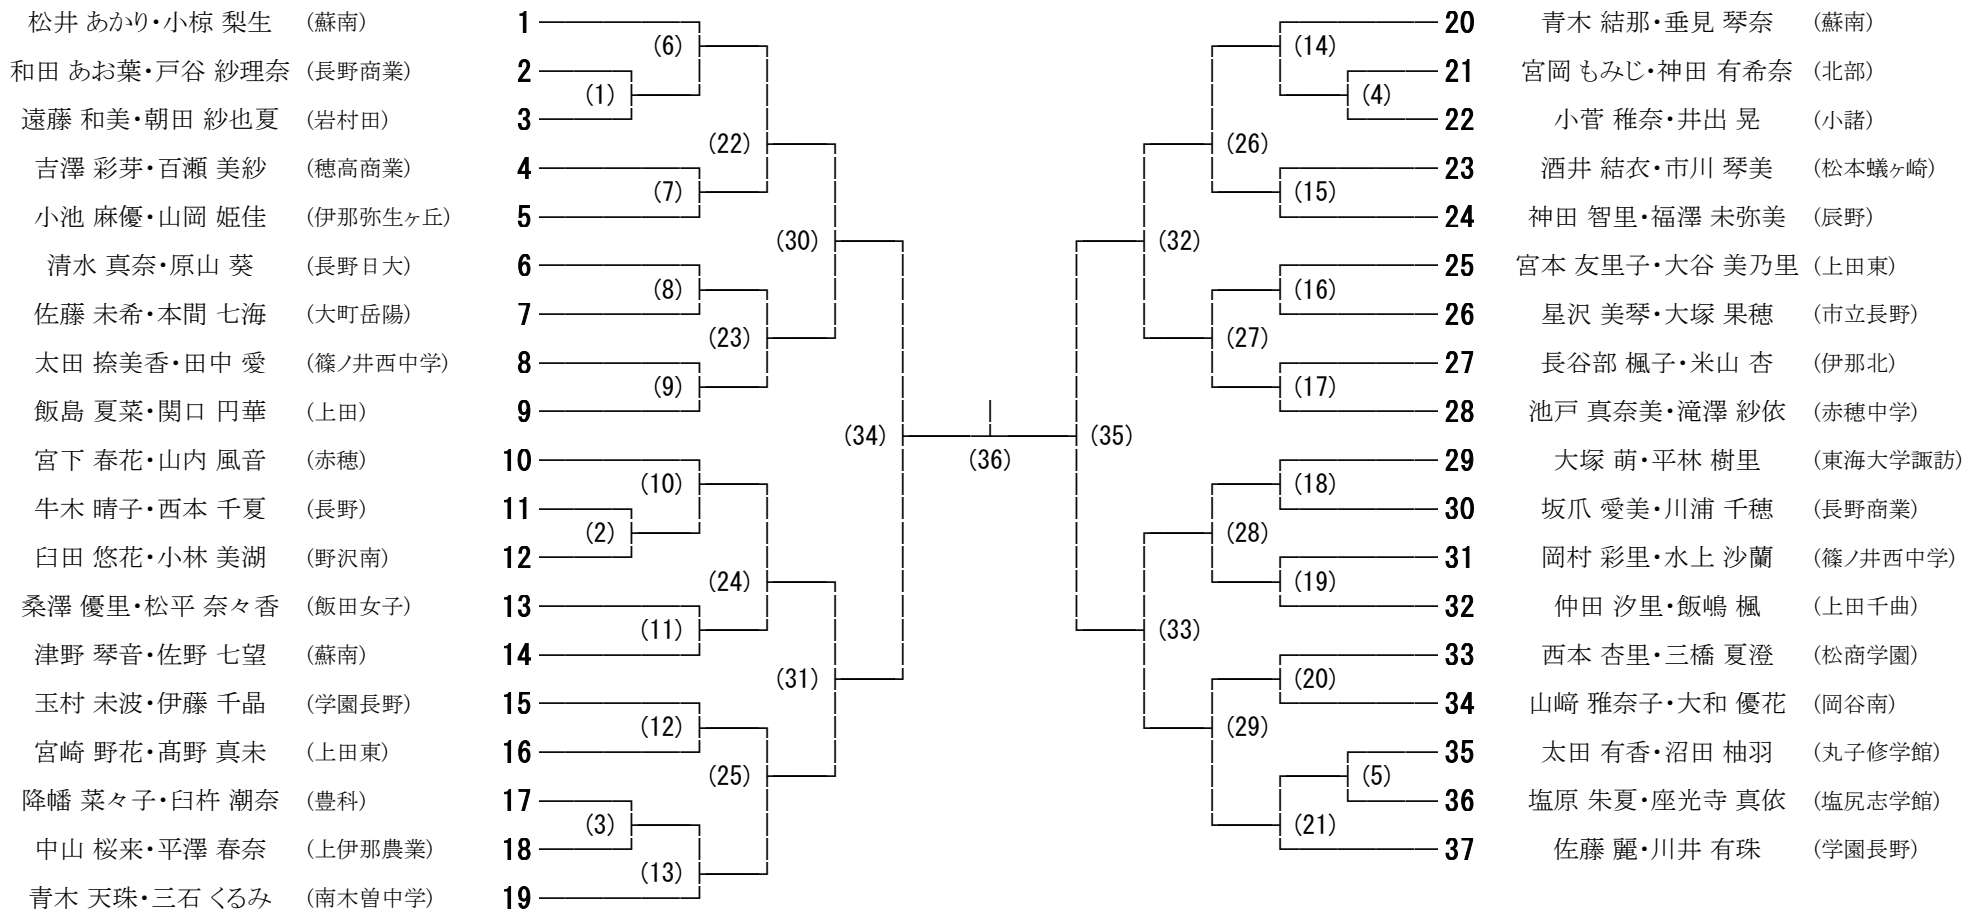 松井 あかり・小椋 梨生 (蘇南) 1
和田 あお葉・戸谷 紗理奈 (長野商業) 2
遠藤 和美・朝田 紗也夏 (岩村田) 3
吉澤 彩芽・百瀬 美紗 (穂高商業) 4
小池 麻優・山岡 姫佳 (伊那弥生ヶ丘) 5
清水 真奈・原山 葵 (長野日大) 6
佐藤 未希・本間 七海 (大町岳陽) 7
太田 捺美香・田中 愛 (篠ノ井西中学) 8
飯島 夏菜・関口 円華 (上田) 9
宮下 春花・山内 風音 (赤穂) 10
牛木 晴子・西本 千夏 (長野) 11
臼田 悠花・小林 美湖 (野沢南) 12
桑澤 優里・松平 奈々香 (飯田女子) 13
津野 琴音・佐野 七望 (蘇南) 14
玉村 未波・伊藤 千晶 (学園長野) 15
宮崎 野花・髙野 真未 (上田東) 16
降幡 菜々子・臼杵 潮奈 (豊科) 17
中山 桜来・平澤 春奈 (上伊那農業) 18
青木 天珠・三石 くるみ (南木曽中学) 19
(1)
(2)
(3)
(6)
(7)
(8)
(9)
(10)
(11)
(12)
(13)
(22)
(23)
(24)
(25)
(30)
(31)
(34)
(36)
(35)
(32)
(33)
(26)
(27)
(28)
(29)
(14)
(15)
(16)
(17)
(18)
(19)
(20)
(21)
(4)
(5)
20 青木 結那・垂見 琴奈 (蘇南)
21 宮岡 もみじ・神田 有希奈 (北部)
22 小菅 稚奈・井出 晃 (小諸)
23 酒井 結衣・市川 琴美 (松本蟻ヶ崎)
24 神田 智里・福澤 未弥美 (辰野)
25 宮本 友里子・大谷 美乃里 (上田東)
26 星沢 美琴・大塚 果穂 (市立長野)
27 長谷部 楓子・米山 杏 (伊那北)
28 池戸 真奈美・滝澤 紗依 (赤穂中学)
29 大塚 萌・平林 樹里 (東海大学諏訪)
30 坂爪 愛美・川浦 千穂 (長野商業)
31 岡村 彩里・水上 沙蘭 (篠ノ井西中学)
32 仲田 汐里・飯嶋 楓 (上田千曲)
33 西本 杏里・三橋 夏澄 (松商学園)
34 山﨑 雅奈子・大和 優花 (岡谷南)
35 太田 有香・沼田 柚羽 (丸子修学館)
36 塩原 朱夏・座光寺 真依 (塩尻志学館)
37 佐藤 麗・川井 有珠 (学園長野)